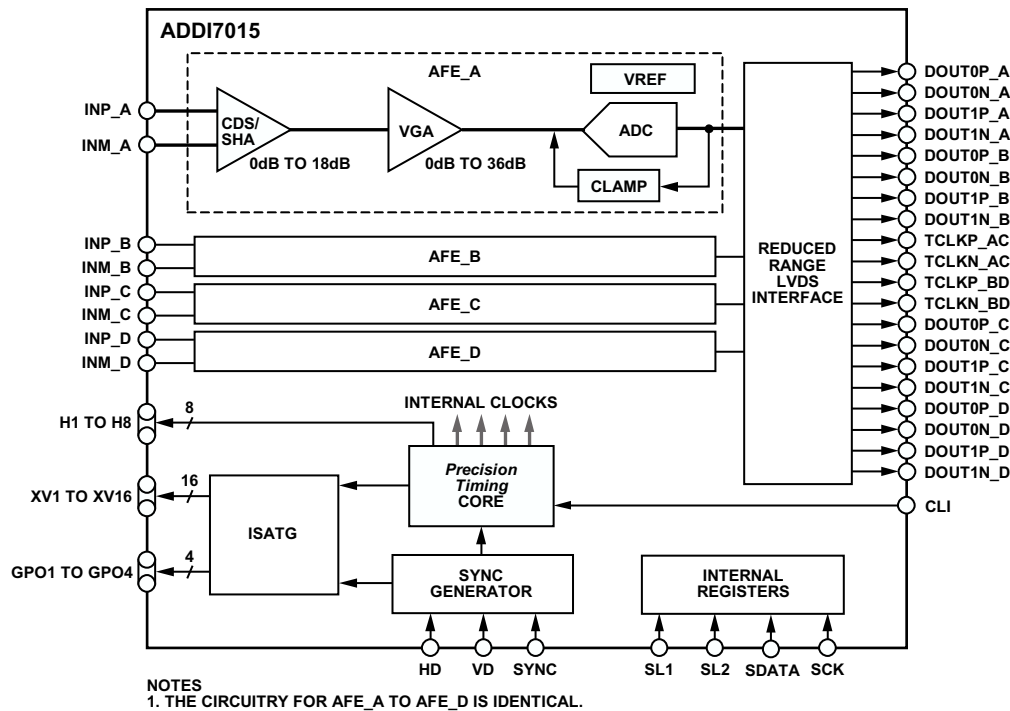 ADDI7015
AFE_A
VREF
INP_A
INM_A
CDS/
SHA
0dB TO 18dB
VGA
0dB TO 36dB
ADC
CLAMP
INP_B
INM_B
AFE_B
INP_C
INM_C
AFE_C
INP_D
INM_D
AFE_D
REDUCED
RANGE
LVDS
INTERFACE
DOUT0P_A
DOUT0N_A
DOUT1P_A
DOUT1N_A
DOUT0P_B
DOUT0N_B
DOUT1P_B
DOUT1N_B
TCLKP_AC
TCLKN_AC
TCLKP_BD
TCLKN_BD
DOUT0P_C
DOUT0N_C
DOUT1P_C
DOUT1N_C
DOUT0P_D
DOUT0N_D
DOUT1P_D
DOUT1N_D
INTERNAL CLOCKS
H1 TO H8
8
Precision
Timing
CORE
XV1 TO XV16
16
ISATG
CLI
GPO1 TO GPO4
4
SYNC
GENERATOR
INTERNAL
REGISTERS
HD
VD
SYNC
SL1
SL2
SDATA
SCK
NOTES
1. THE CIRCUITRY FOR AFE_A TO AFE_D IS IDENTICAL.